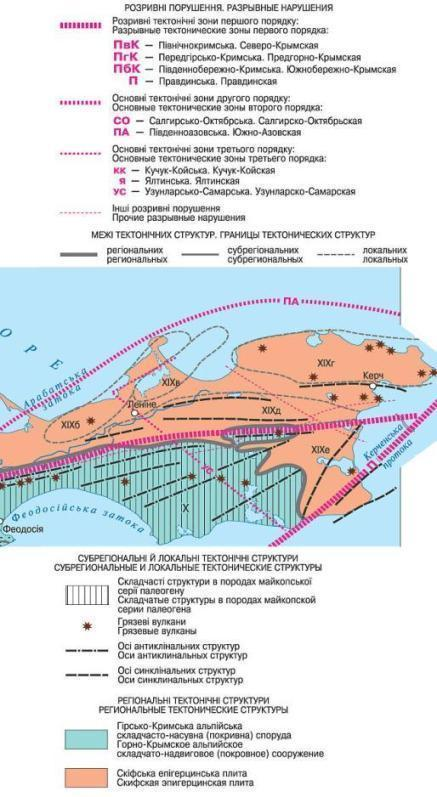 РОЗРИВНІ ПОРУШЕННЯ. РАЗРЫВНЫЕ НАРУШЕНИЯ
Розривні тектонічні зони першого порядку:
Разрывные тектонические зоны первого порядка:
ПвК – Північнокримська. Северо-Крымская
ПгК – Передгірсько-Кримська. Предгорно-Крымская
ПбК – Південнобережно-Кримська. Южнобережно-Крымская
П – Правдинська. Правдинская
Основні тектонічні зони другого порядку:
Основные тектонические зоны второго порядка:
СО – Салгирсько-Октябрська. Салгирско-Октябрьская
ПА – Південноазовська. Южно-Азовская
Основні тектонічні зони третього порядку:
Основные тектонические зоны третьего порядка:
КК – Кучук-Койська. Кучук-Койская
Я – Ялтинська. Ялтинская
УС – Узунларсько-Самарська. Узунларско-Самарская
Інші розривні порушення
Прочие разрывные нарушения
МЕЖІ ТЕКТОНІЧНИХ СТРУКТУР. ГРАНИЦЫ ТЕКТОНИЧЕСКИХ СТРУКТУР
регіональних субрегіональних локальних
региональных субрегиональных локальных
ПА
О Р Е
Арабатська
затока
XIXв
XIXг
Керч
Леніне
XIXб
XIXд
XIXе
Керченська
протока
П
УС
X
Феодосійська затока
Феодосія
СУБРЕГІОНАЛЬНІ Й ЛОКАЛЬНІ ТЕКТОНІЧНІ СТРУКТУРИ
СУБРЕГИОНАЛЬНЫЕ И ЛОКАЛЬНЫЕ ТЕКТОНИЧЕСКИЕ СТРУКТУРЫ
Складчасті структури в породах майкопської
серії палеогену
Складчатые структуры в породах майкопской
серии палеогена
Грязеві вулкани
Грязевые вулканы
Осі антиклінальних структур
Оси антиклинальных структур
Осі синклінальних структур
Оси синклинальных структур
РЕГІОНАЛЬНІ ТЕКТОНІЧНІ СТРУКТУРИ
РЕГИОНАЛЬНЫЕ ТЕКТОНИЧЕСКИЕ СТРУКТУРЫ
Гірсько-Кримська альпійська
складчасто-насувна (покривна) споруда
Горно-Крымское альпийское
складчато-надвиговое (покровное) сооружение
Скіфська епігерцинська плита
Скифская эпигерцинская плита